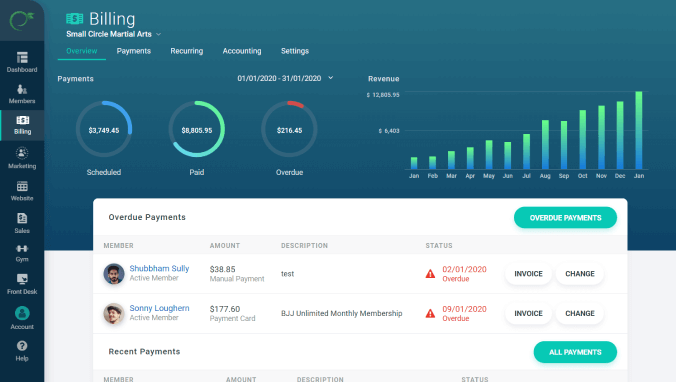 Billing
Small Circle Martial Arts
Overview Payments Recurring Accounting Settings
Dashboard
Members
Billing
Marketing
Website
Sales
Gym
Front Desk
Account
Help
Payments
01/01/2020 - 31/01/2020
$3,749.45
Scheduled
$8,805.95
Paid
$216.45
Overdue
Revenue
$ 12,805.95
$ 6,403
Jan Feb Mar Apr May Jun Jul Aug Sep Oct Nov Dec Jan
Overdue Payments
OVERDUE PAYMENTS
MEMBER AMOUNT DESCRIPTION STATUS
Shubbham Sully $38.85 test 02/01/2020 INVOICE CHANGE
Active Member Manual Payment Overdue
Sonny Loughern $177.60 BJJ Unlimited Monthly Membership 09/01/2020 INVOICE CHANGE
Active Member Payment Card Overdue
Recent Payments
ALL PAYMENTS
MEMBER AMOUNT DESCRIPTION STATUS